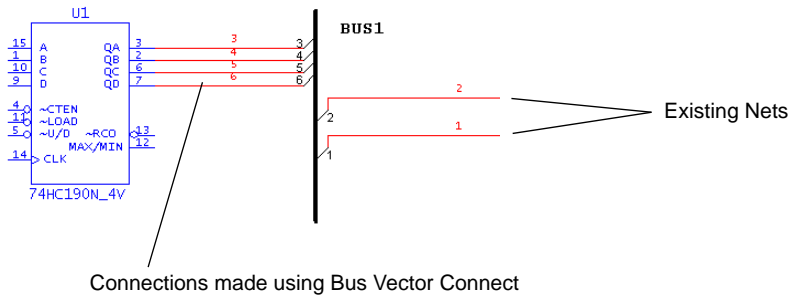 U1
BUS1
15 A QA 3 3 3
1 B QB 2 4 4
10 C QC 6 5 5
9 D QD 7 6 6
2
Existing Nets
4 ~CTEN
11 ~LOAD
2
5 ~U/D ~RCO 13
1
MAX/MIN 12
14 CLK
1
74HC190N_4V
Connections made using Bus Vector Connect